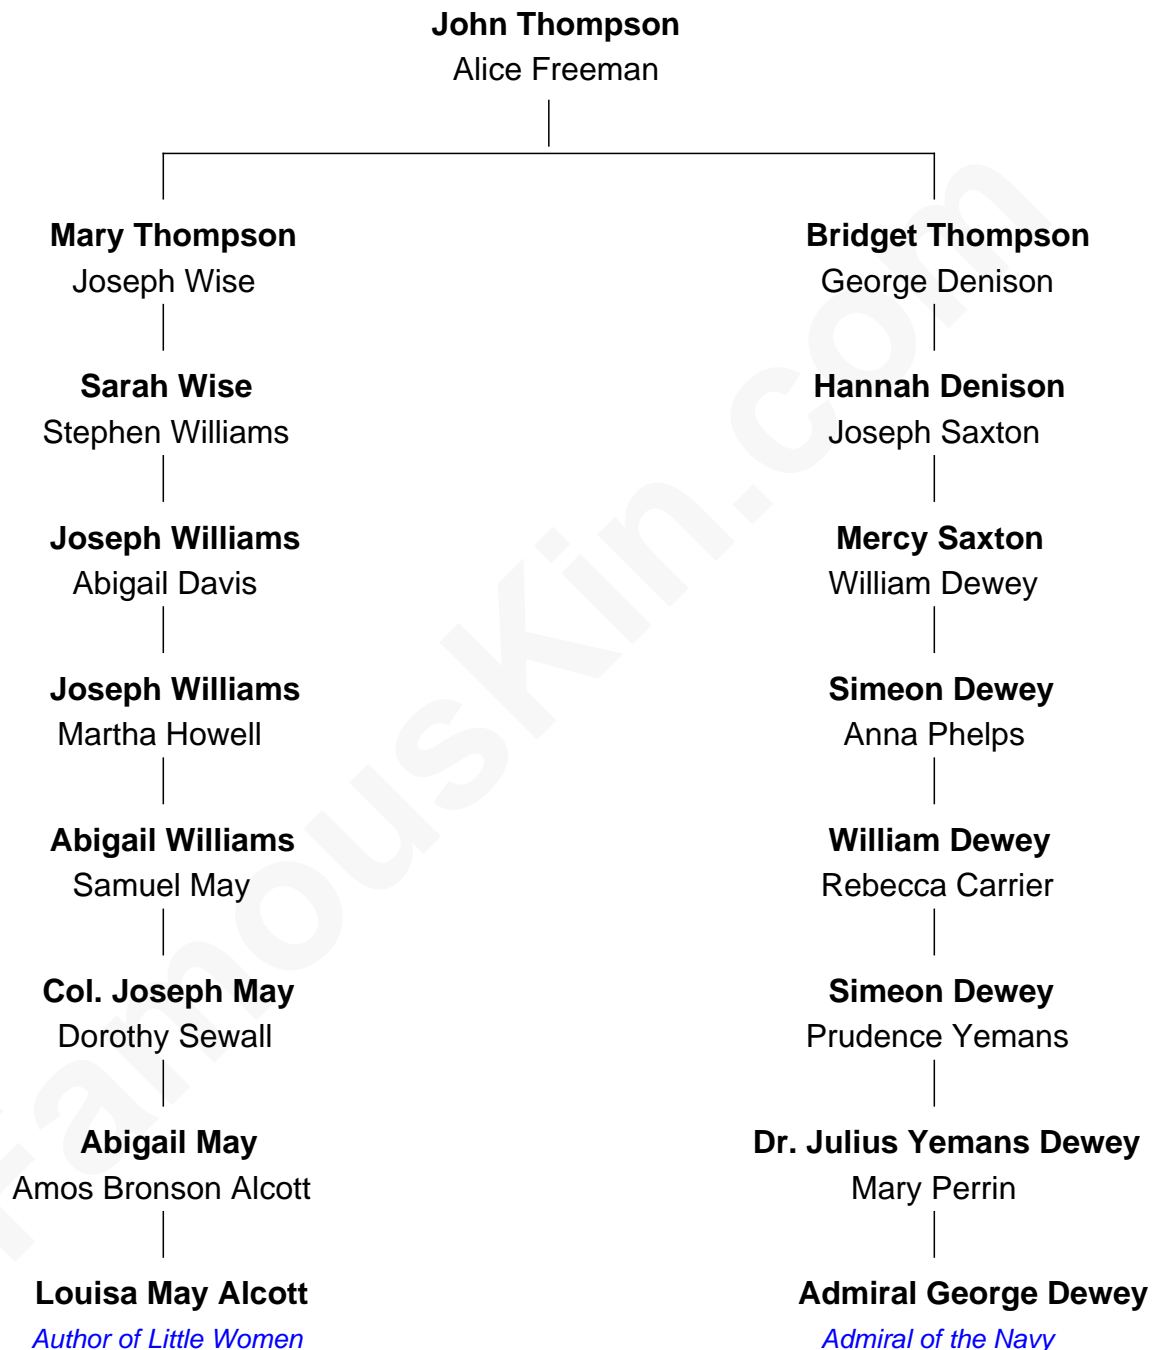 John Thompson
Alice Freeman
Mary Thompson
Joseph Wise
Bridget Thompson
George Denison
Sarah Wise
Stephen Williams
Hannah Denison
Joseph Saxton
Joseph Williams
Abigail Davis
Mercy Saxton
William Dewey
Joseph Williams
Martha Howell
Simeon Dewey
Anna Phelps
Abigail Williams
Samuel May
William Dewey
Rebecca Carrier
Col. Joseph May
Dorothy Sewall
Simeon Dewey
Prudence Yemans
Abigail May
Amos Bronson Alcott
Dr. Julius Yemans Dewey
Mary Perrin
Louisa May Alcott
Author of Little Women
Admiral George Dewey
Admiral of the Navy
FamousKin.com